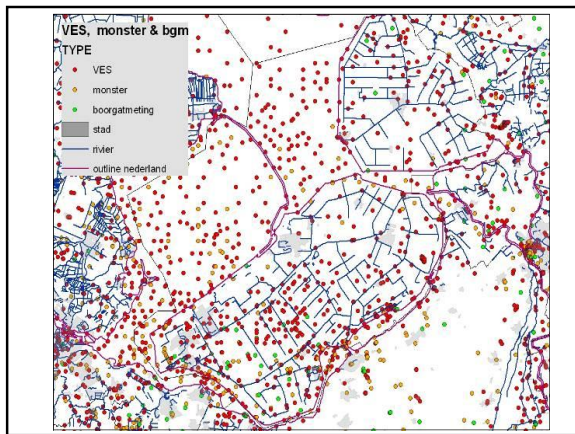 VES, monster & bgm
TYPE
VES
monster
boorgatmeting
stad
rivier
outline nederland